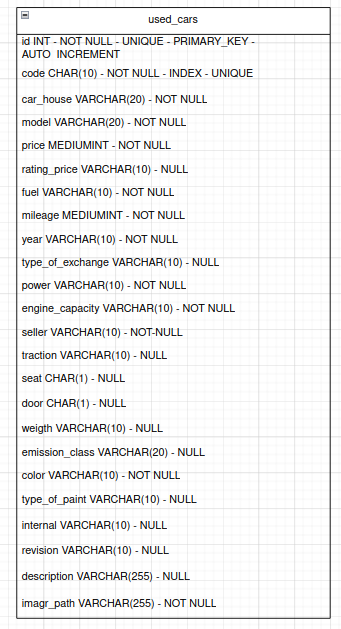 used_cars
id INT - NOT NULL - UNIQUE - PRIMARY_KEY -
AUTO_INCREMENT
code CHAR(10) - NOT NULL - INDEX - UNIQUE
car_house VARCHAR(20) - NOT NULL
model VARCHAR(20) - NOT NULL
price MEDIUMINT - NOT NULL
rating_price VARCHAR(10) - NULL
fuel VARCHAR(10) - NOT NULL
mileage MEDIUMINT - NOT NULL
year VARCHAR(10) - NOT NULL
type_of_exchange VARCHAR(10) - NULL
power VARCHAR(10) - NOT NULL
engine_capacity VARCHAR(10) - NOT NULL
seller VARCHAR(10) - NOT-NULL
traction VARCHAR(10) - NULL
seat CHAR(1) - NULL
door CHAR(1) - NULL
weigth VARCHAR(10) - NULL
emission_class VARCHAR(20) - NULL
color VARCHAR(10) - NOT NULL
type_of_paint VARCHAR(10) - NULL
internal VARCHAR(10) - NULL
revision VARCHAR(10) - NULL
description VARCHAR(255) - NULL
imagr_path VARCHAR(255) - NOT NULL